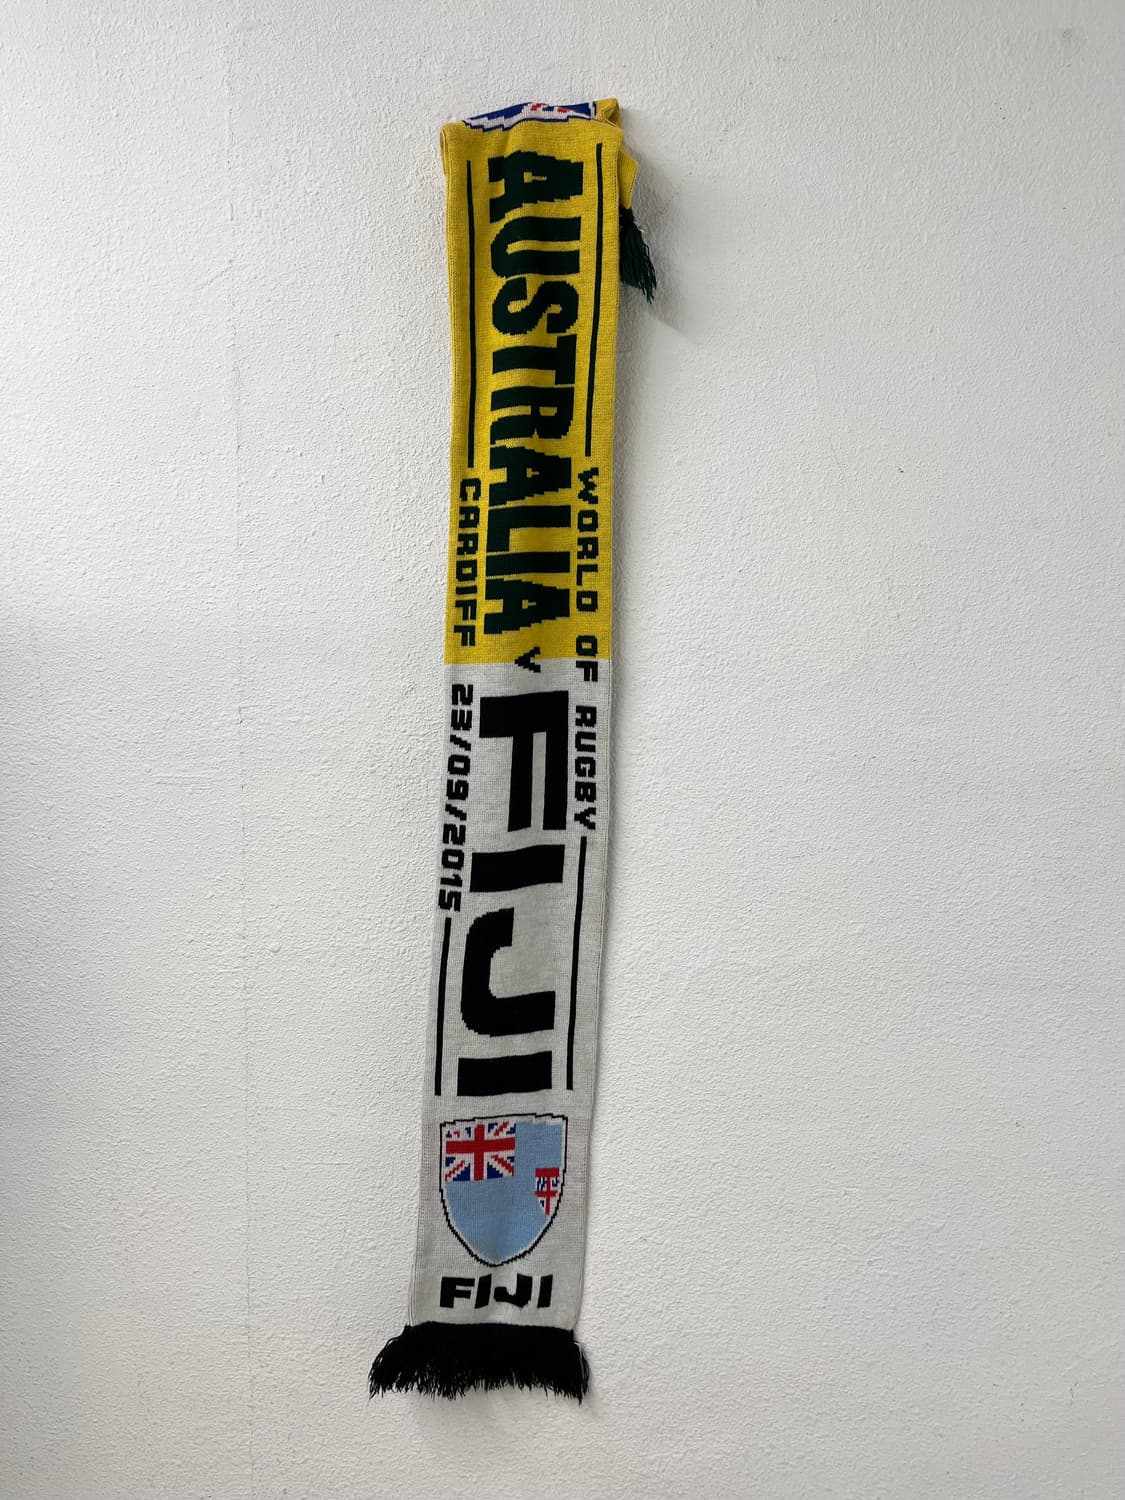 WORLD OF RUGBY
AUSTRALIA v FIJI
CARDIFF 23/09/2015
FIJI